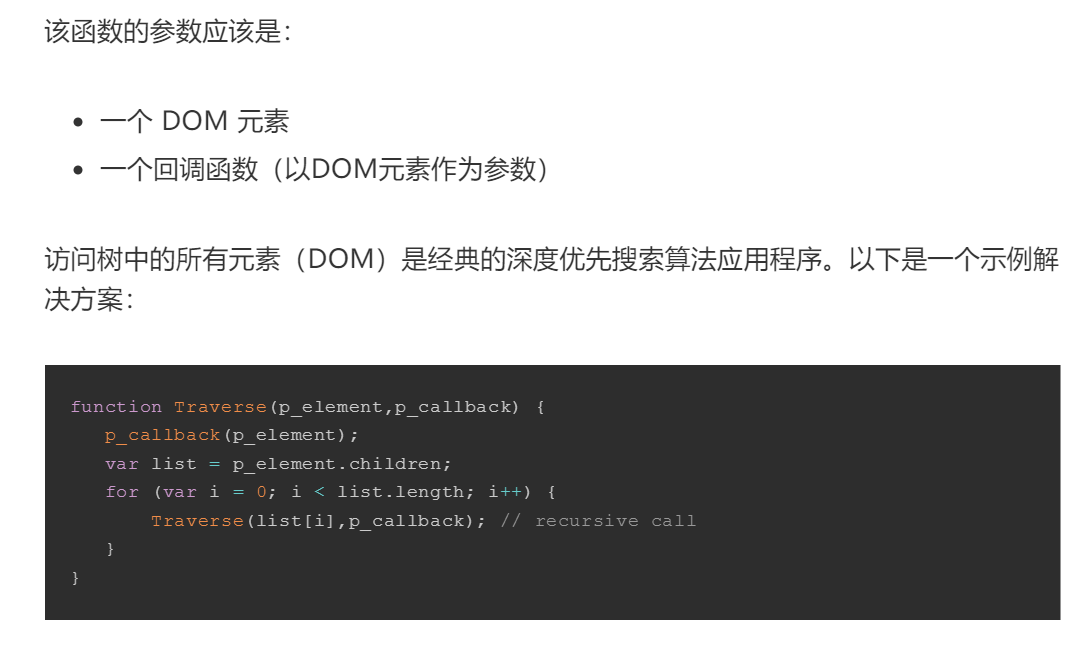 该函数的参数应该是：
• 一个 DOM 元素
• 一个回调函数（以DOM元素作为参数）
访问树中的所有元素（DOM）是经典的深度优先搜索算法应用程序。以下是一个示例解
决方案：
function Traverse(p_element,p_callback) {
   p_callback(p_element);
   var list = p_element.children;
   for (var i = 0; i < list.length; i++) {
       Traverse(list[i],p_callback); // recursive call
   }
}